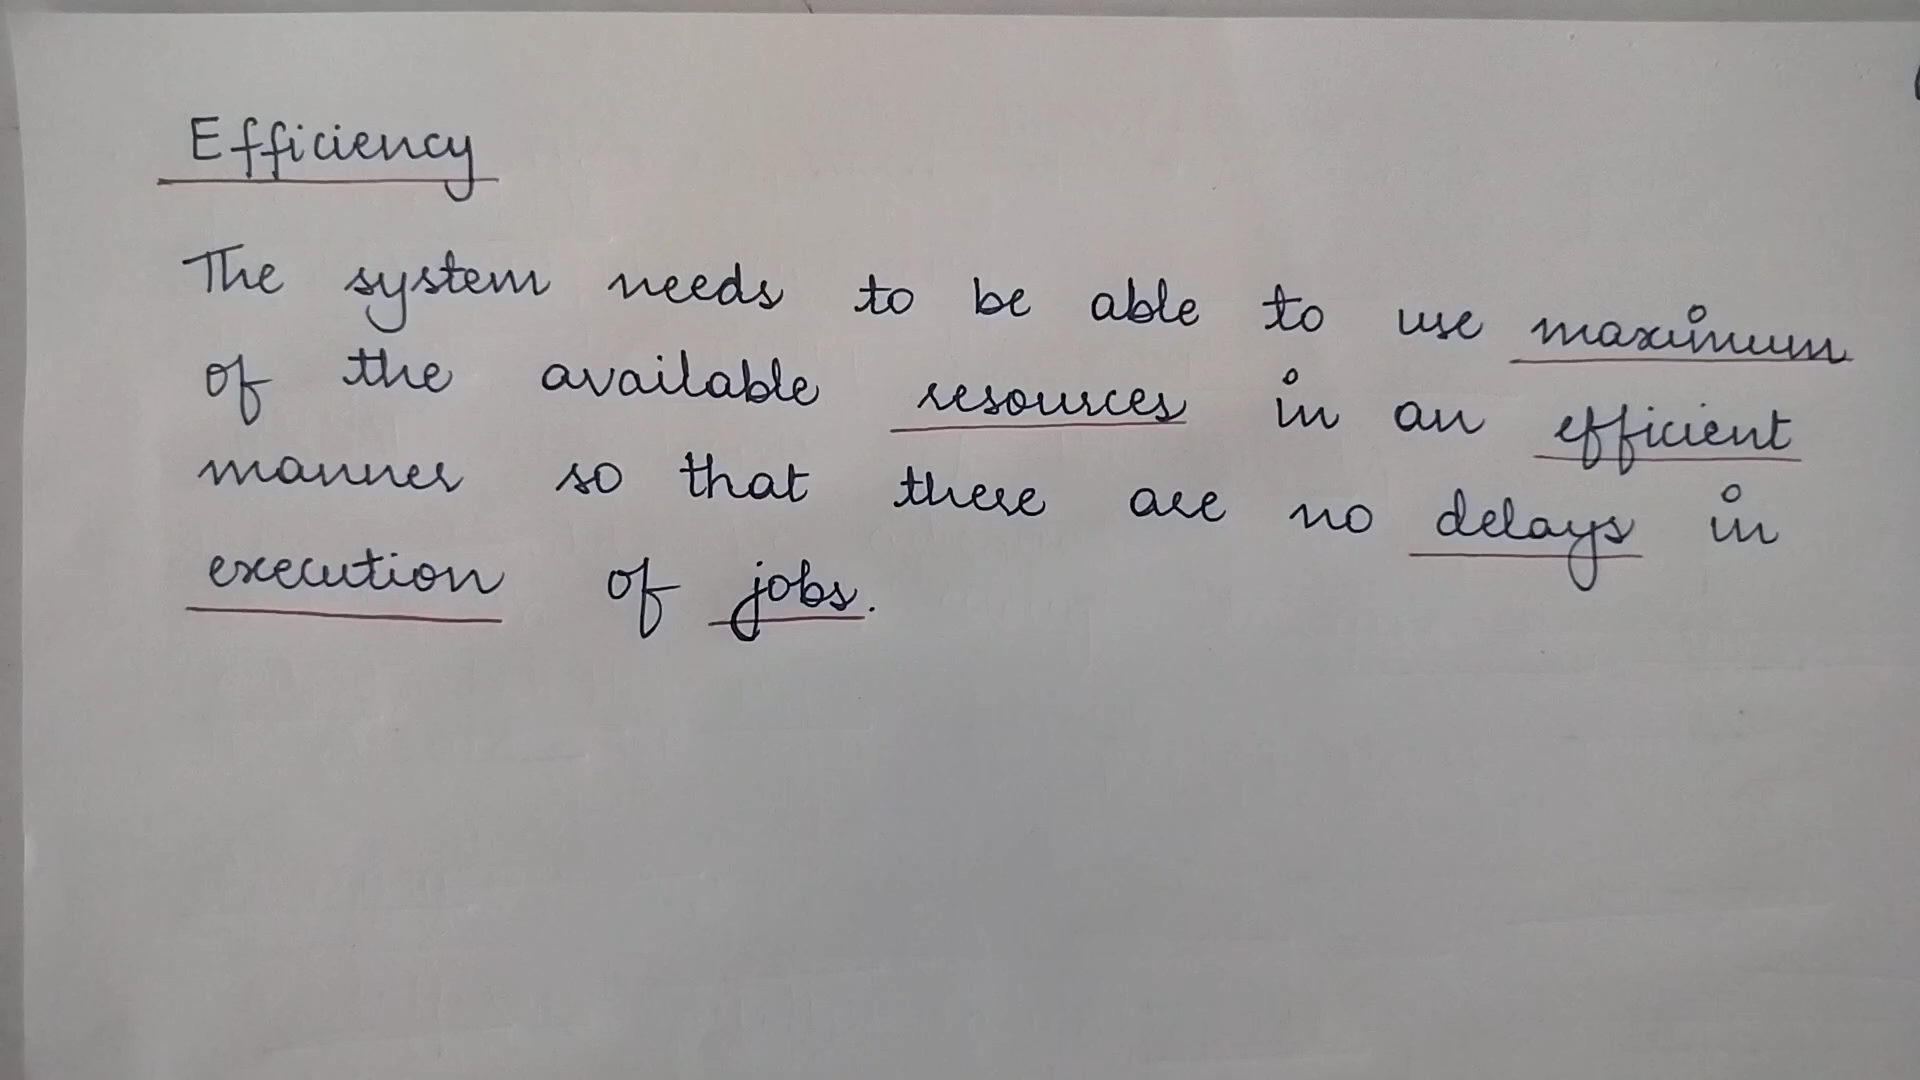 Efficiency
The system needs to be able to use maximum
of the available resources in an efficient
manner so that there are no delays in
execution of jobs.